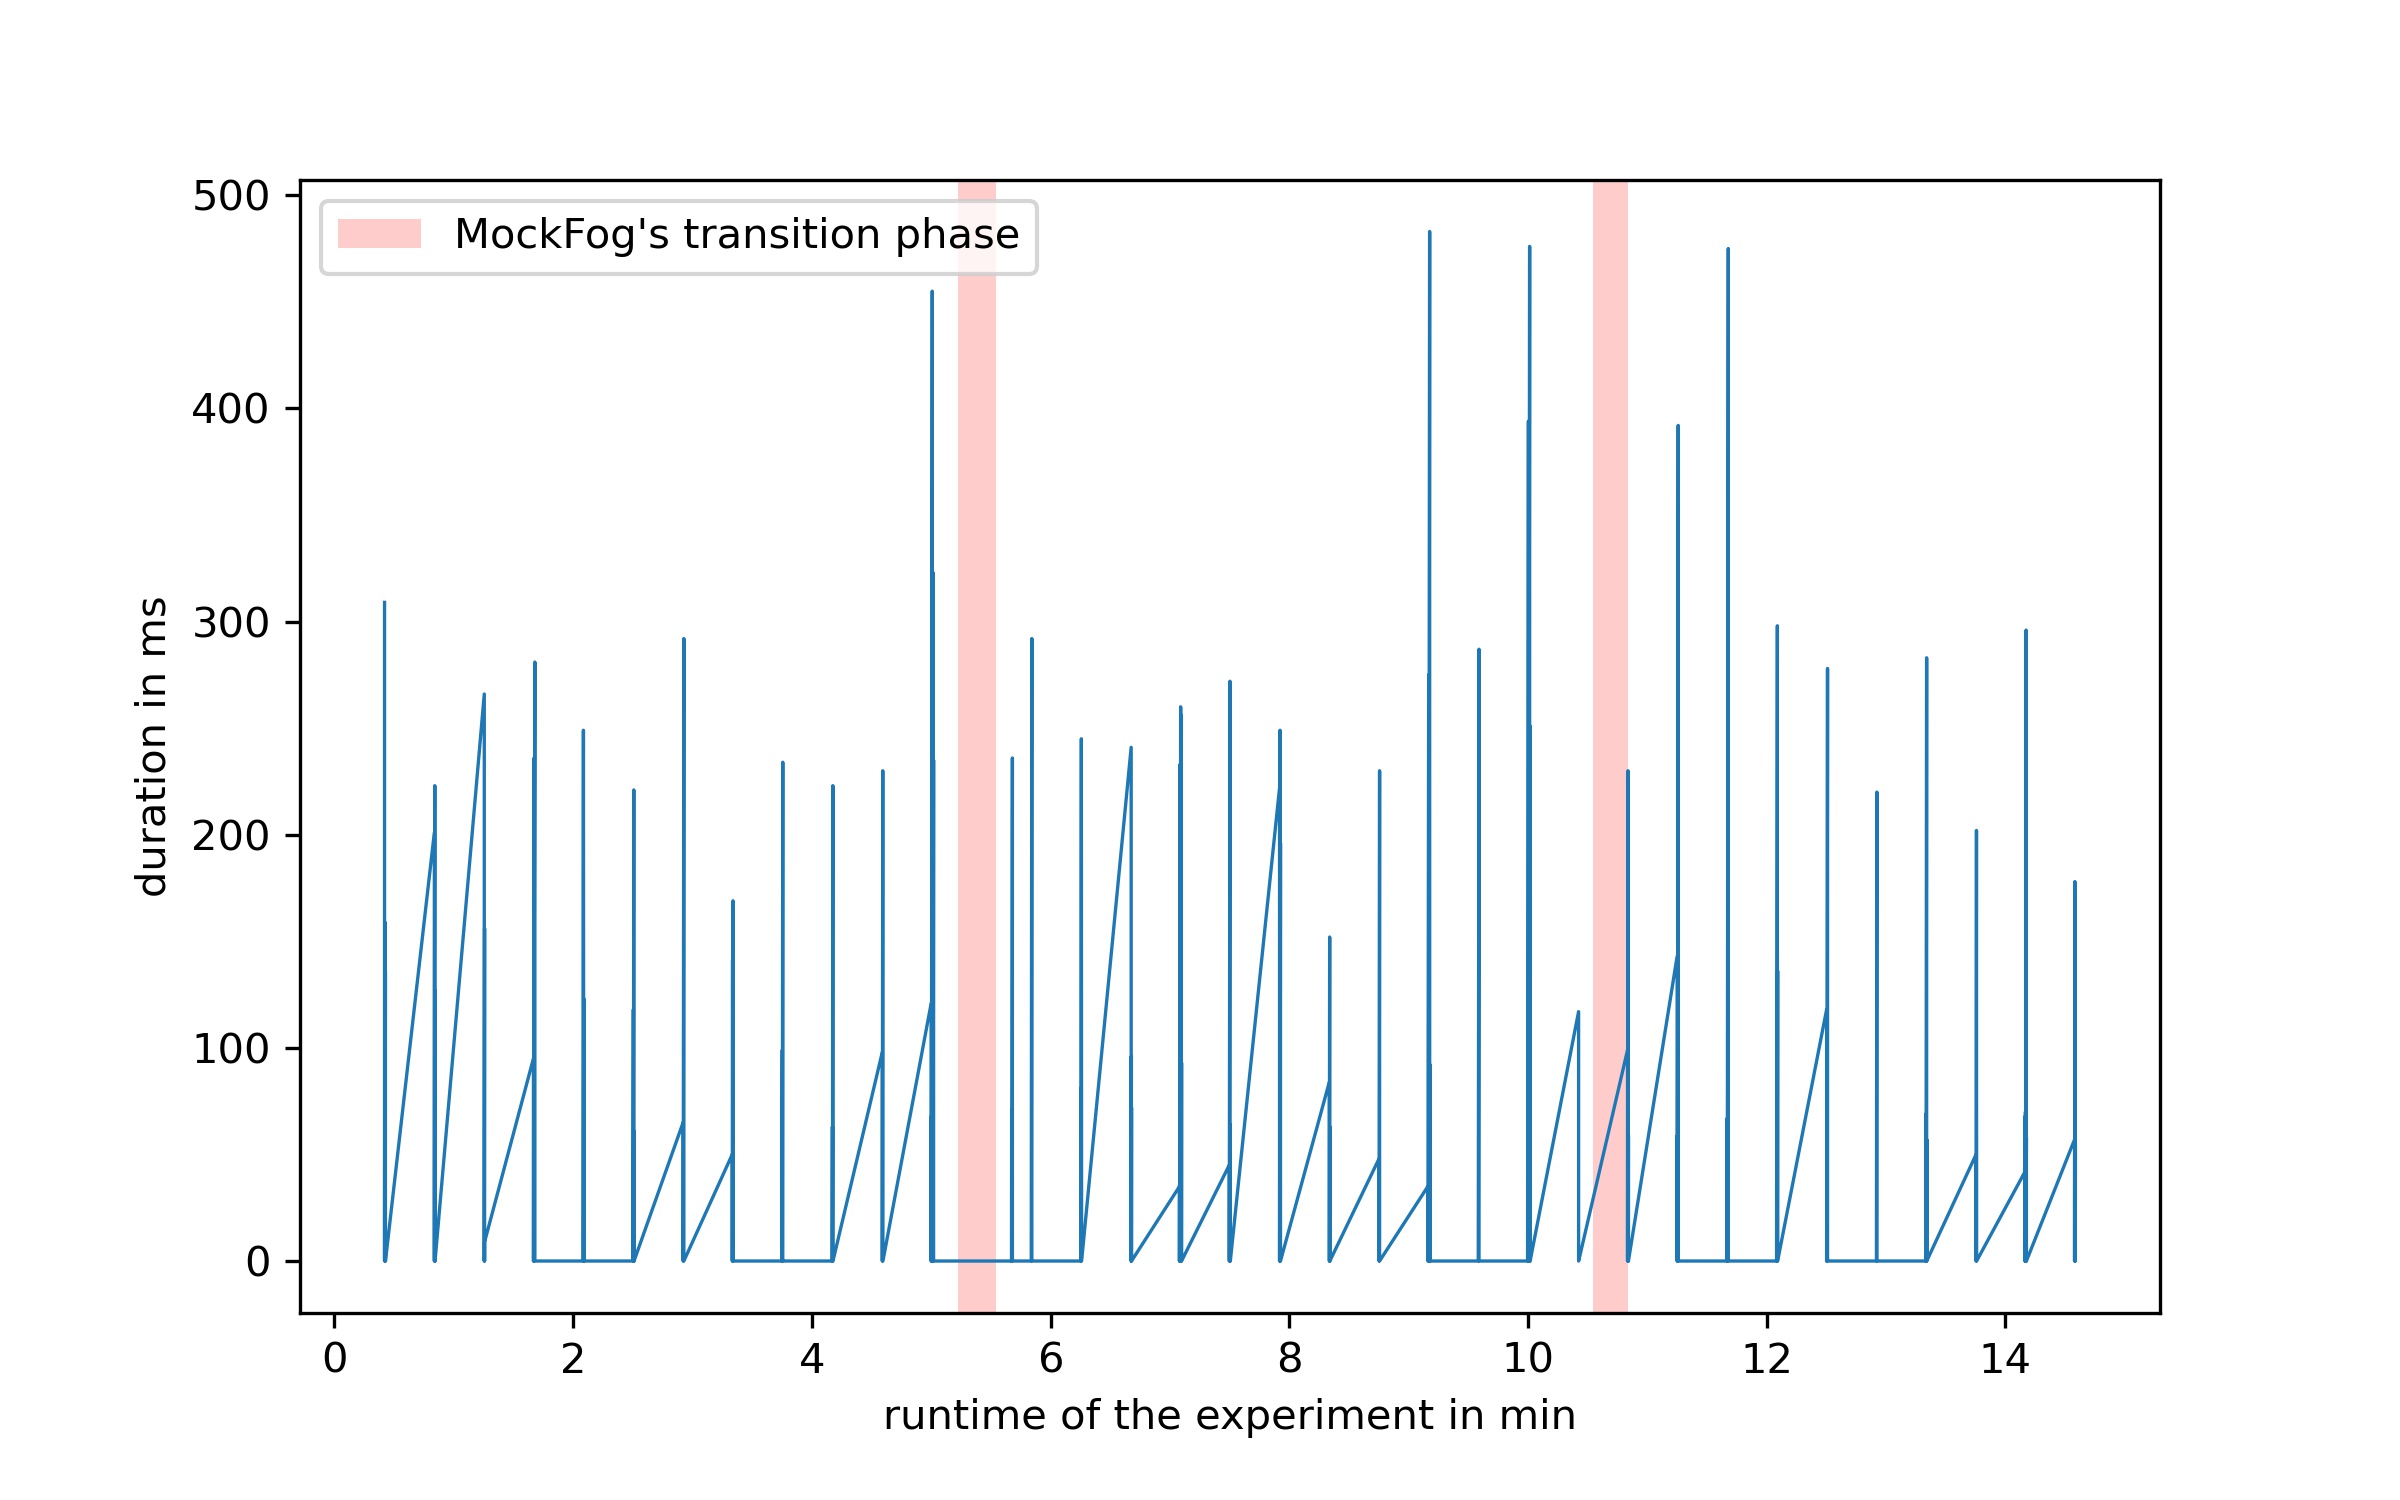 500
MockFog's transition phase
400
300
200
100
0
duration in ms
0 2 4 6 8 10 12 14
runtime of the experiment in min